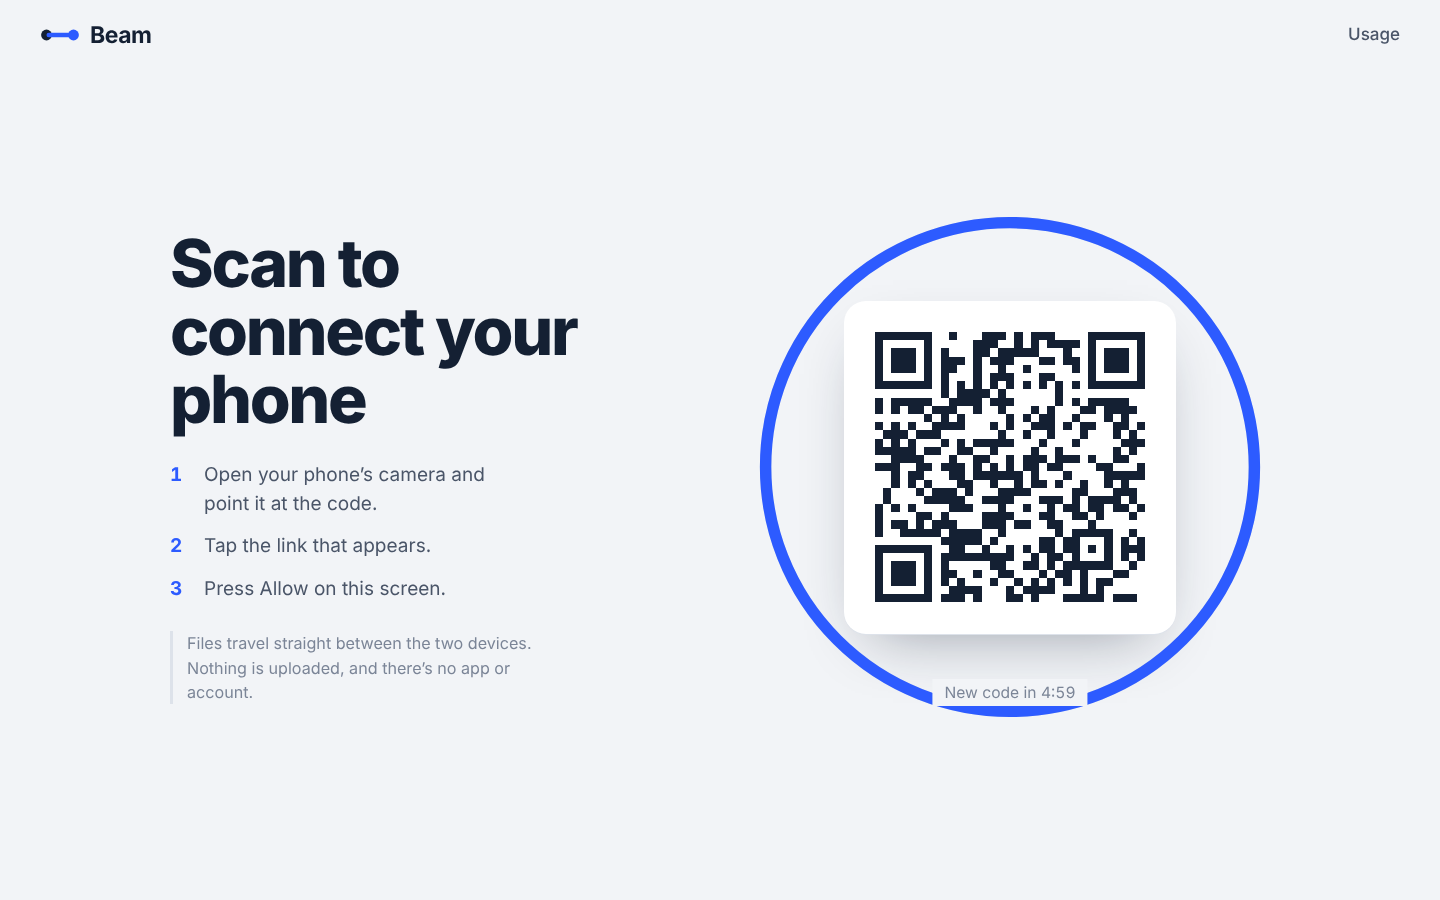 Beam
Usage
Scan to
connect your
phone
1 Open your phone’s camera and
point it at the code.
2 Tap the link that appears.
3 Press Allow on this screen.
Files travel straight between the two devices.
Nothing is uploaded, and there’s no app or
account.
New code in 4:59